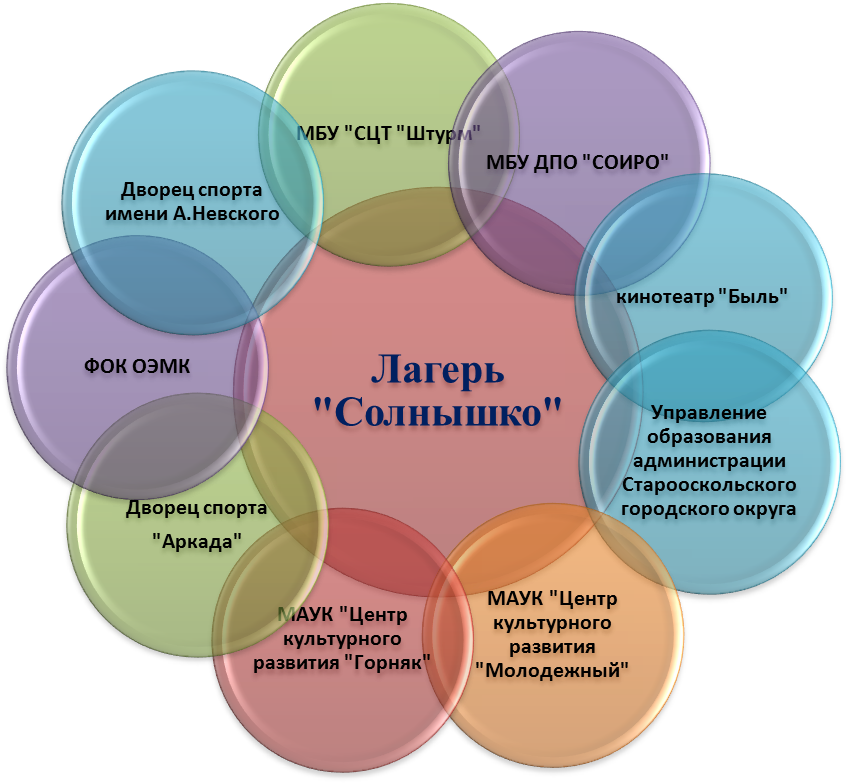 МБУ "СЦТ "Штурм"
МБУ ДПО "СОИРО"
кинотеатр "Быль"
Управление
образования
администрации
Старооскольского
городского округа
МАУК "Центр
культурного
развития
"Молодежный"
МАУК "Центр
культурного
развития "Горняк"
Дворец спорта
"Аркада"
ФОК ОЭМК
Дворец спорта
имени А.Невского
Лагерь
"Солнышко"